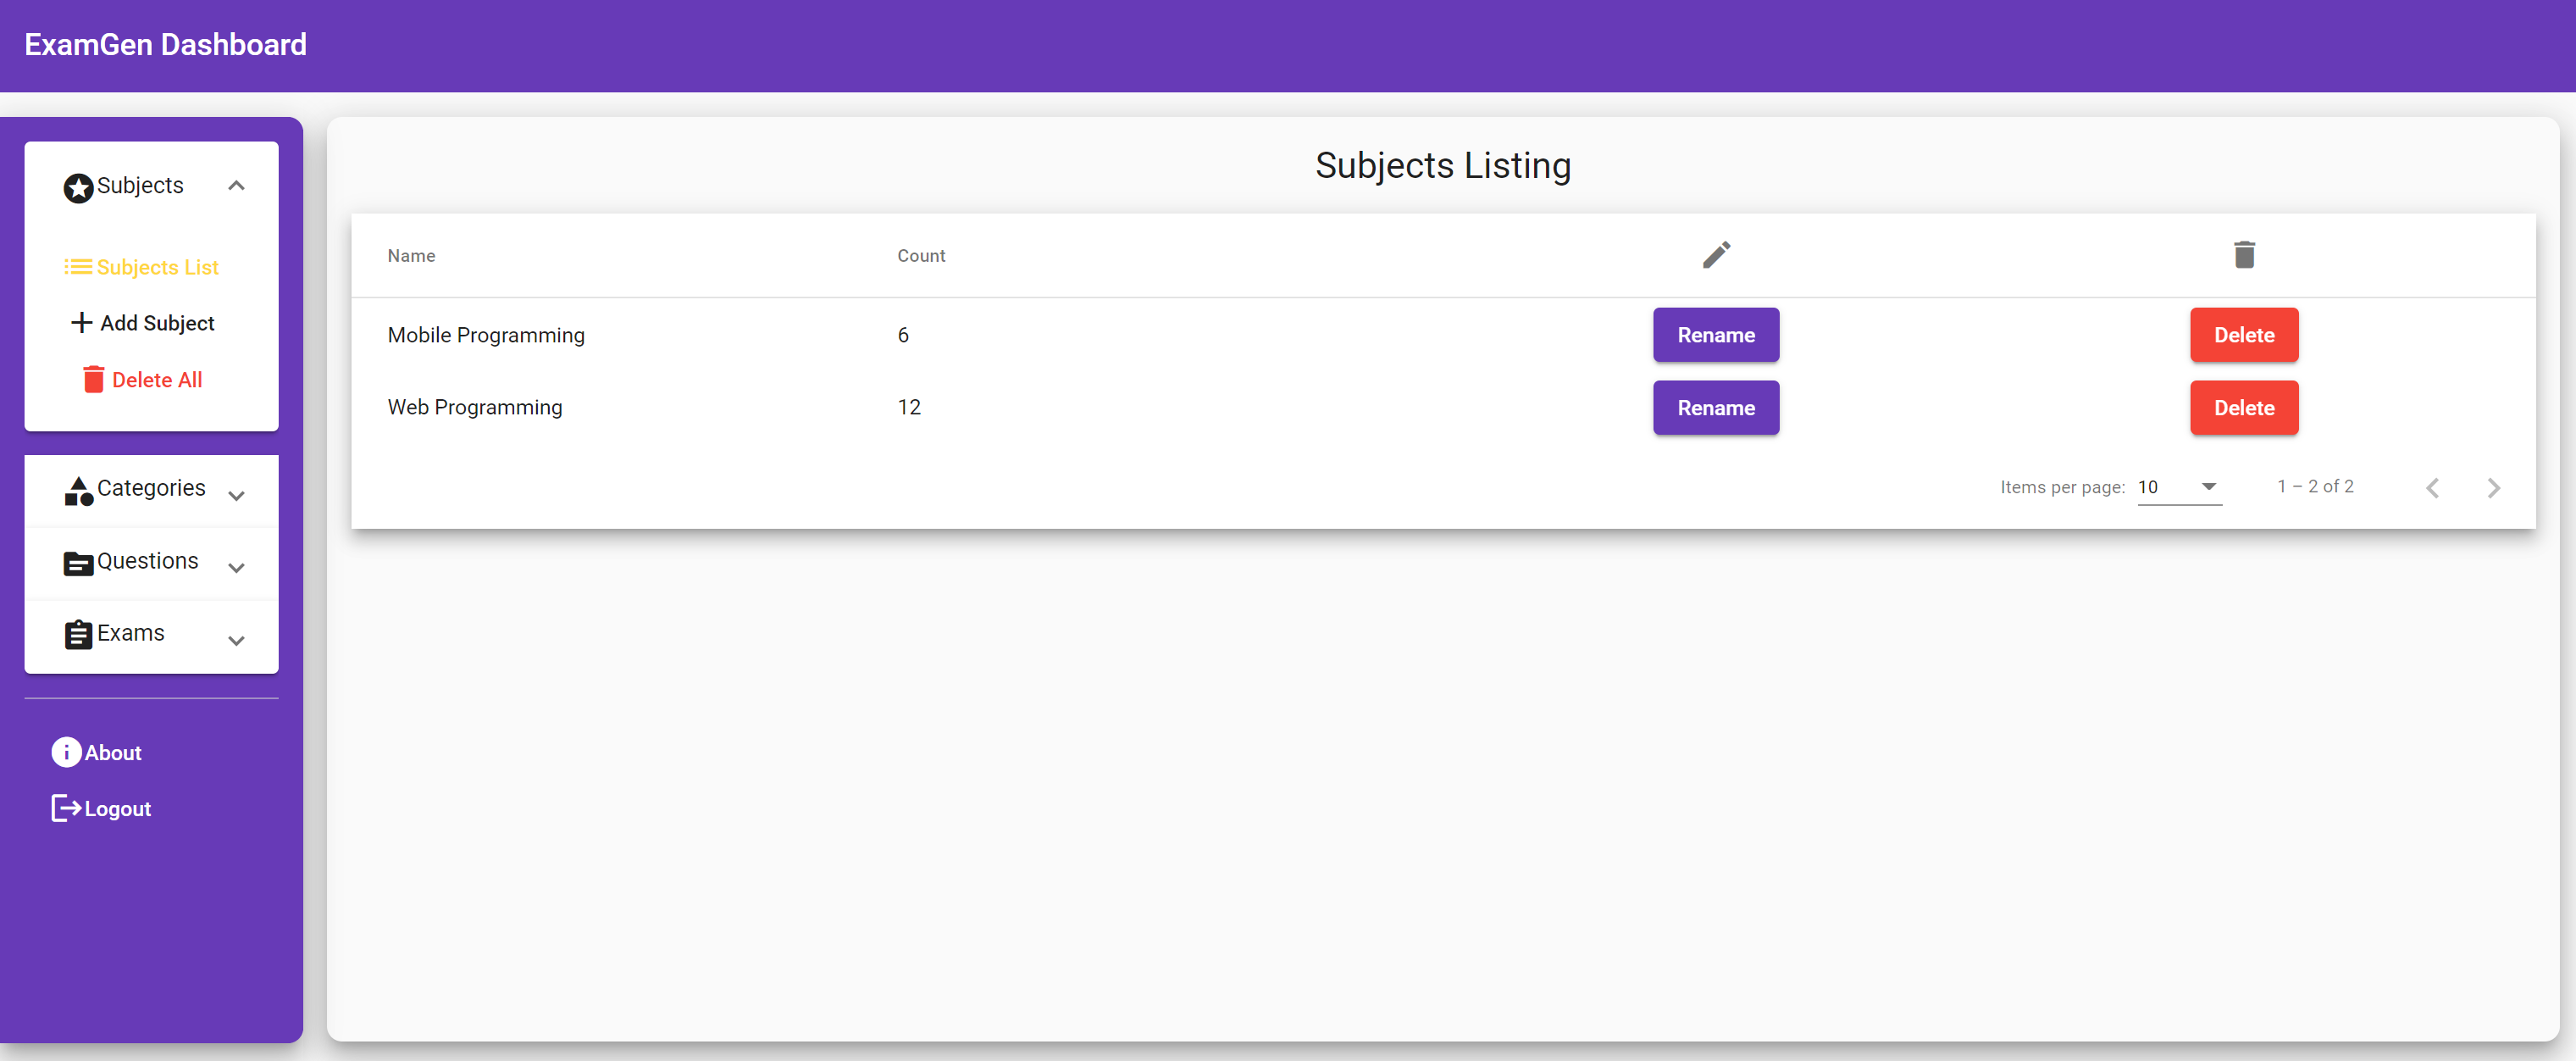 ExamGen Dashboard
Subjects
Subjects List
Add Subject
Delete All
Categories
Questions
Exams
About
Logout
Subjects Listing
Name Count
Mobile Programming 6 Rename Delete
Web Programming 12 Rename Delete
Items per page: 10 1 – 2 of 2